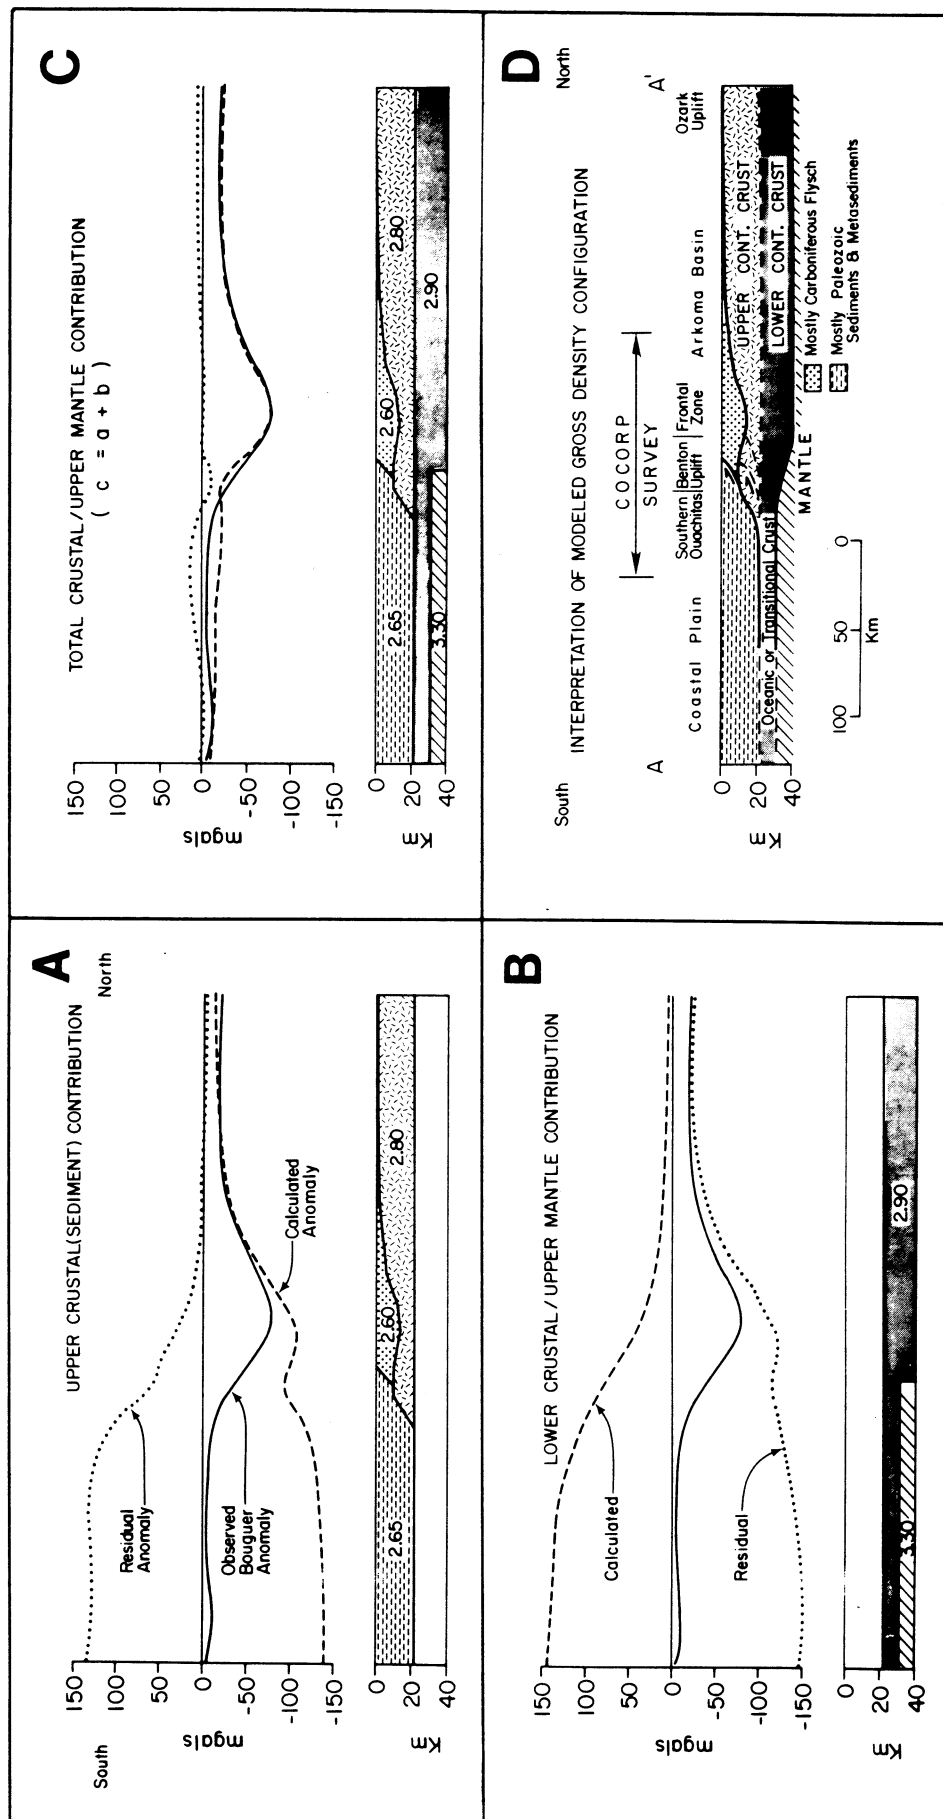 A
UPPER CRUSTAL(SEDIMENT) CONTRIBUTION
South
North
150
100
50
0
-50
-100
-150
mgals
Residual
Anomaly
Observed
Bouguer
Anomaly
Calculated
Anomaly
0
20
40
Km
2.65
2.60
2.80
B
LOWER CRUSTAL/UPPER MANTLE CONTRIBUTION
150
100
50
0
-50
-100
-150
mgals
Calculated
Residual
0
20
40
Km
3.30
2.90
C
TOTAL CRUSTAL/UPPER MANTLE CONTRIBUTION
( c = a + b )
150
100
50
0
-50
-100
-150
mgals
0
20
40
Km
2.65
2.60
2.80
3.30
2.90
D
INTERPRETATION OF MODELED GROSS DENSITY CONFIGURATION
South
North
A
A'
COCORP
SURVEY
Coastal Plain
Southern
Ouachitas
Benton
Uplift
Frontal
Zone
Arkoma Basin
Ozark
Uplift
0
20
40
Km
UPPER CONT. CRUST
Oceanic or Transitional Crust
LOWER CONT. CRUST
MANTLE
100
50
0
Km
Mostly Carboniferous Flysch
Mostly Paleozoic
Sediments & Metasediments